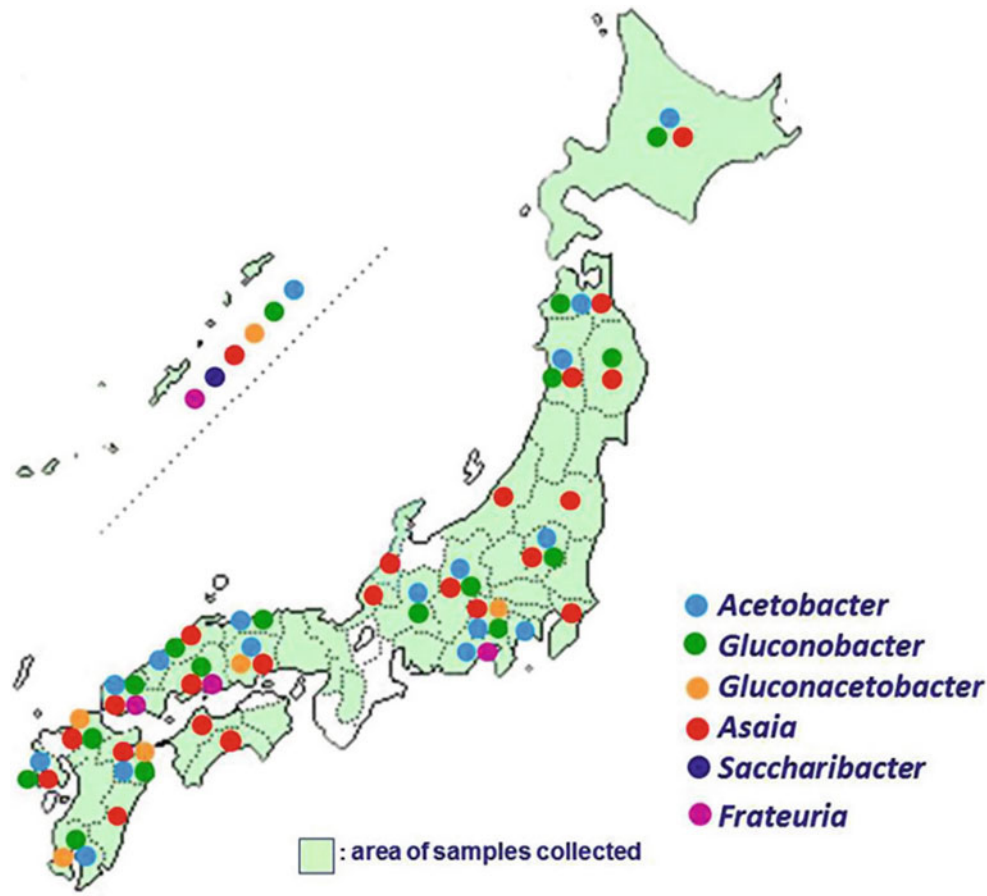 Acetobacter
Gluconobacter
Gluconacetobacter
Asaia
Saccharibacter
Frateuria
: area of samples collected